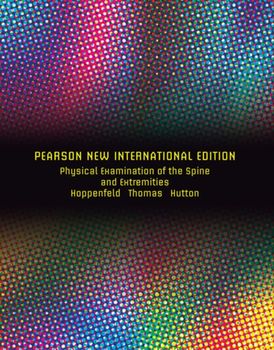 PEARSON NEW INTERNATIONAL EDITION
Physical Examination of the Spine
and Extremities
Hoppenfeld Thomas Hutton